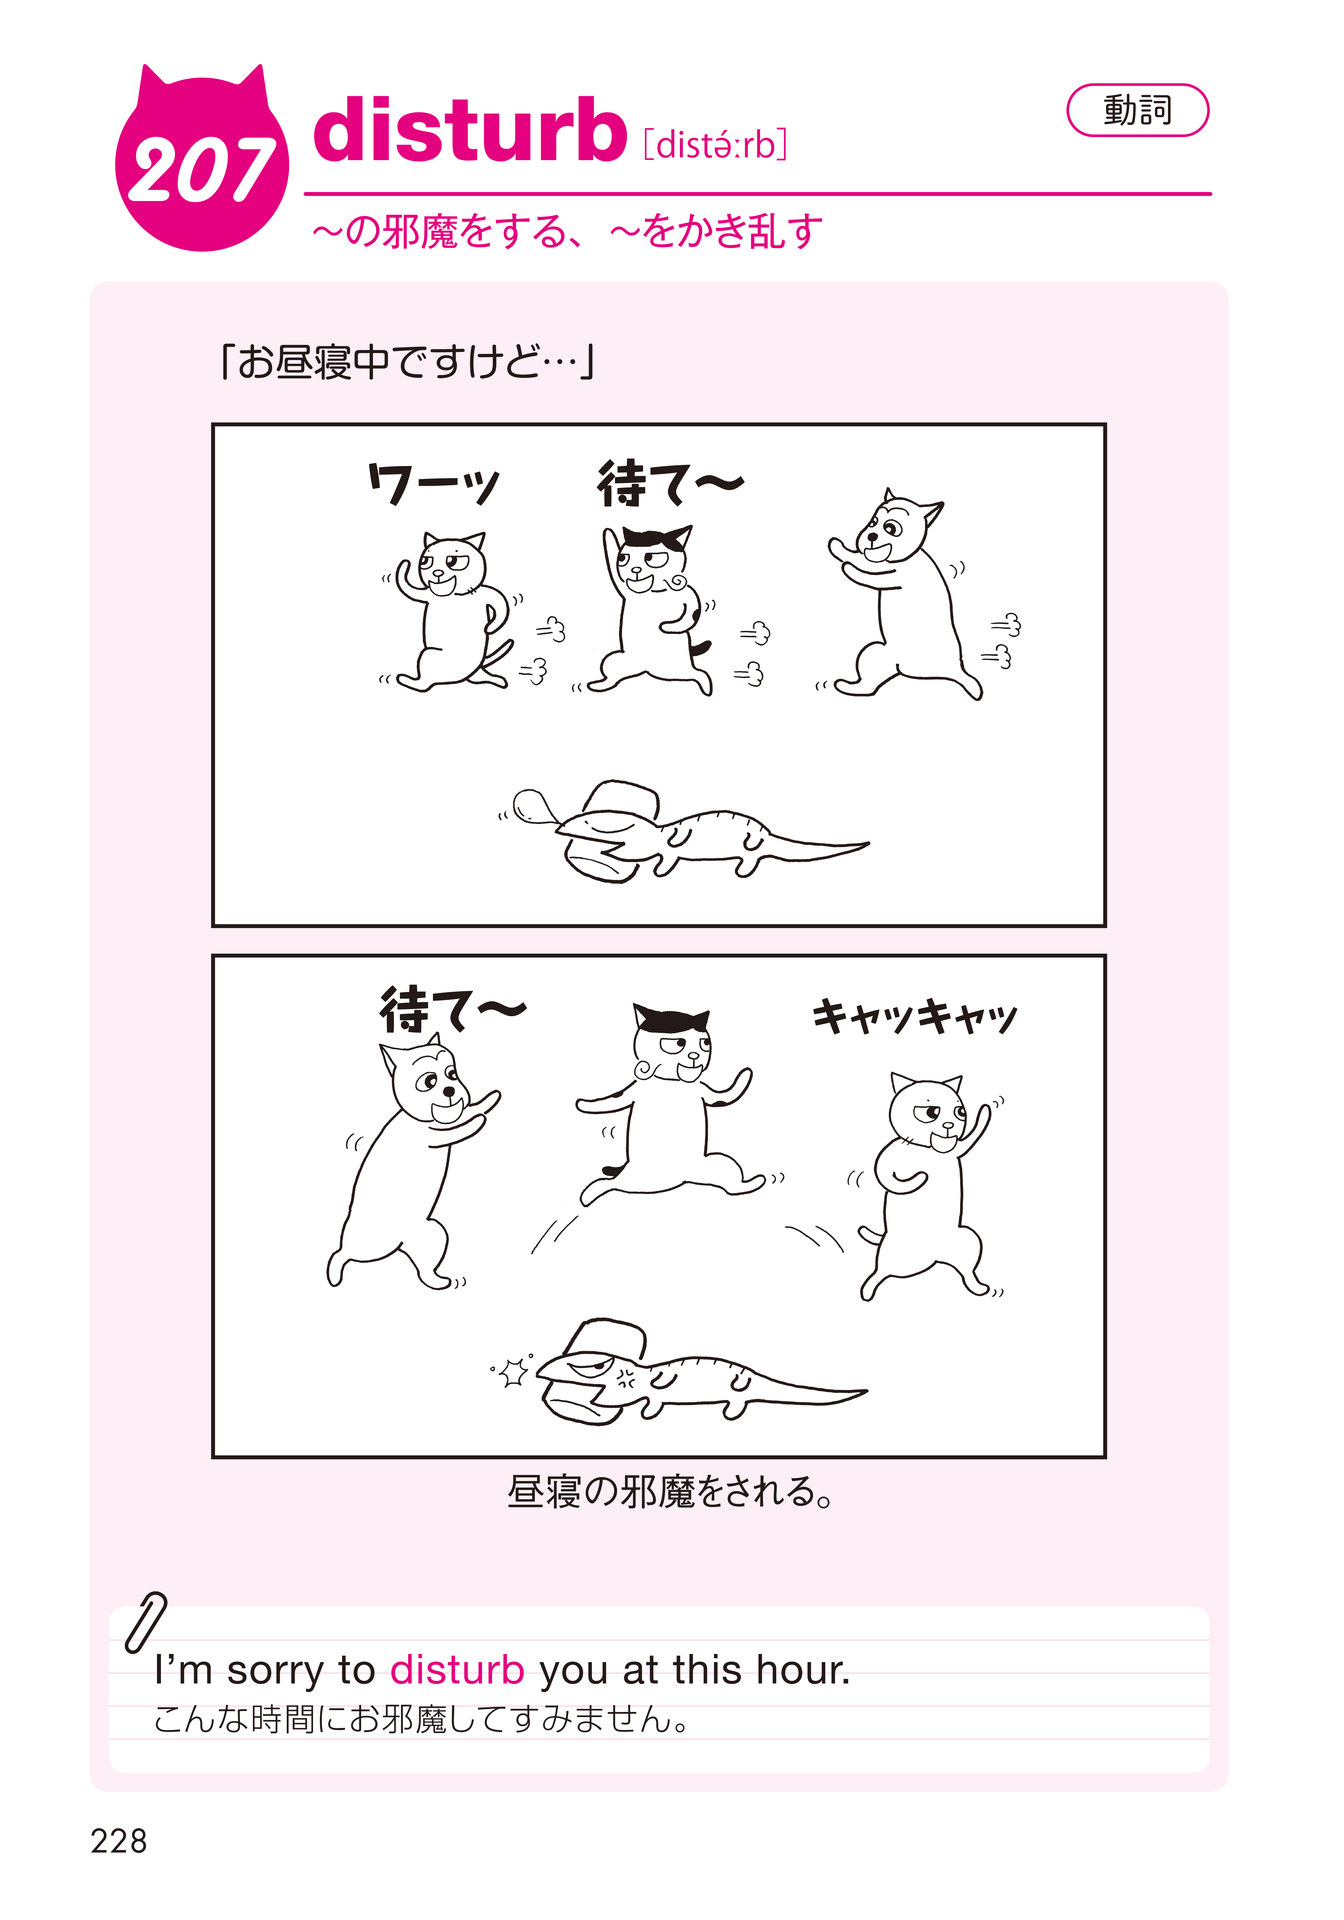 207
disturb [distə́ːrb]
動詞
～の邪魔をする、～をかき乱す
「お昼寝中ですけど…」
ワーッ
待て～
待て～
キャッキャッ
昼寝の邪魔をされる。
I'm sorry to disturb you at this hour.
こんな時間にお邪魔してすみません。
228